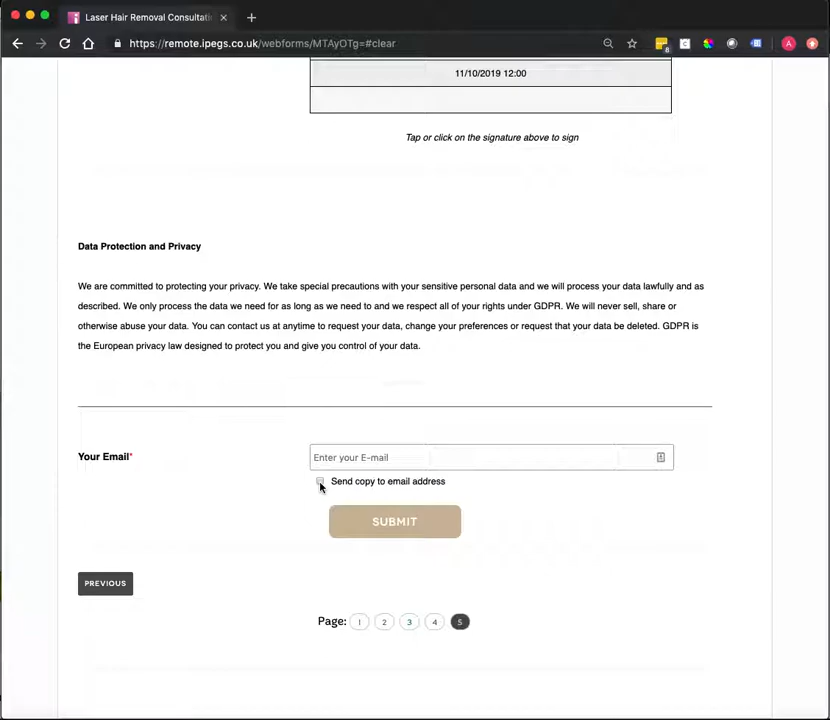 Laser Hair Removal Consultati
https://remote.ipegs.co.uk/webforms/MTAyOTg=#clear
8
A
11/10/2019 12:00
Tap or click on the signature above to sign
Data Protection and Privacy
We are committed to protecting your privacy. We take special precautions with your sensitive personal data and we will process your data lawfully and as
described. We only process the data we need for as long as we need to and we respect all of your rights under GDPR. We will never sell, share or
otherwise abuse your data. You can contact us at anytime to request your data, change your preferences or request that your data be deleted. GDPR is
the European privacy law designed to protect you and give you control of your data.
Your Email* Enter your E-mail
Send copy to email address
SUBMIT
PREVIOUS
Page: 1 2 3 4 5